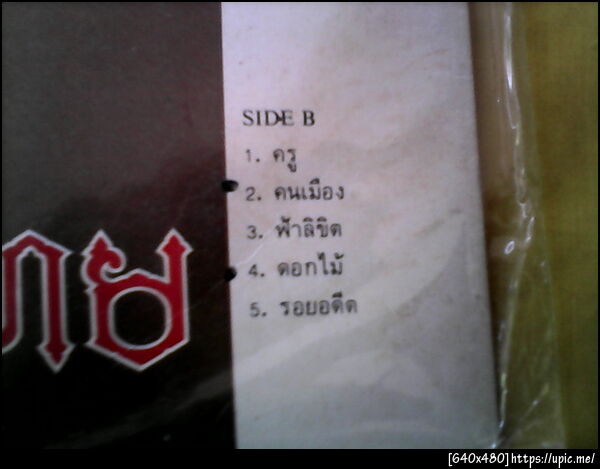 SIDE B
1. ครู
2. คนเมือง
3. ฟ้าลิขิต
4. ดอกไม้
5. รอยอดีต
[640x480]https://upic.me/